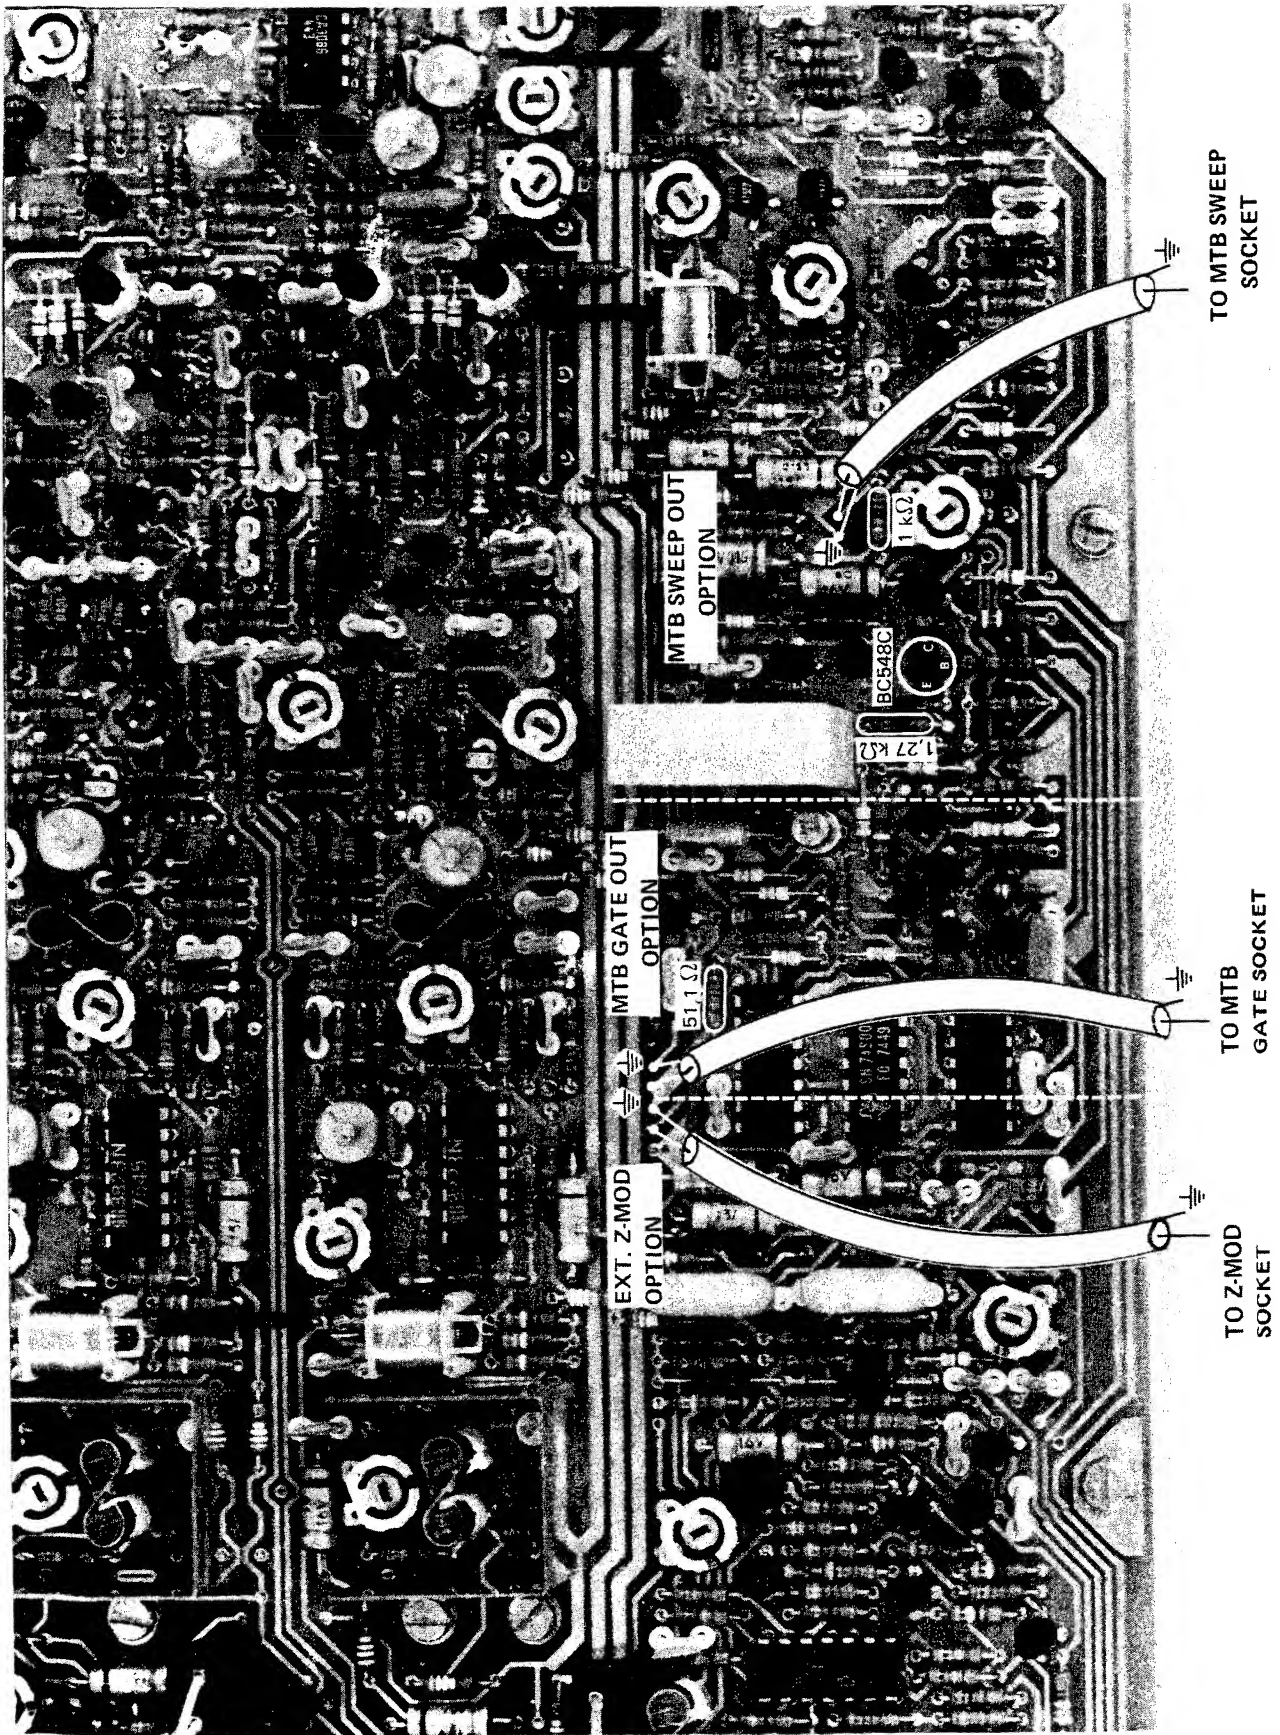 MTB SWEEP OUT
OPTION
1 kΩ
BC548C
E
B
C
1,27 kΩ
MTB GATE OUT
OPTION
51,1 Ω
EXT. Z-MOD
OPTION
TO MTB SWEEP
SOCKET
TO MTB
GATE SOCKET
TO Z-MOD
SOCKET